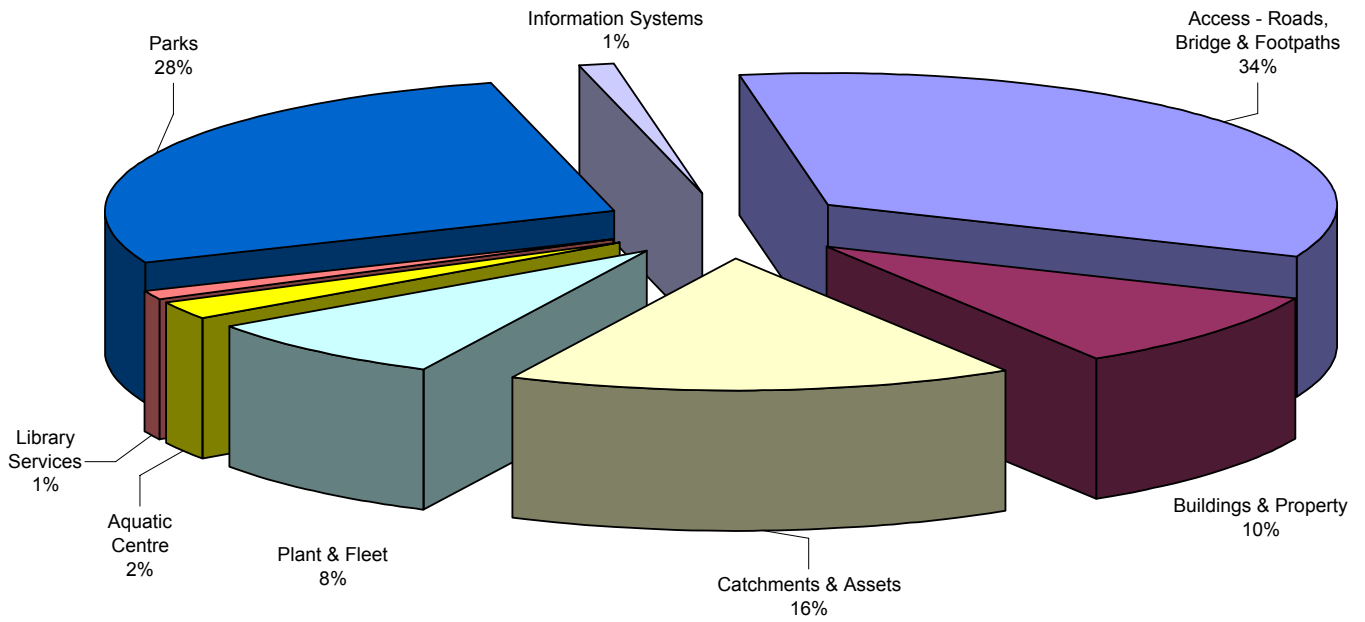 Information Systems
1%
Access - Roads,
Bridge & Footpaths
34%
Parks
28%
Library
Services
1%
Aquatic
Centre
2%
Plant & Fleet
8%
Catchments & Assets
16%
Buildings & Property
10%